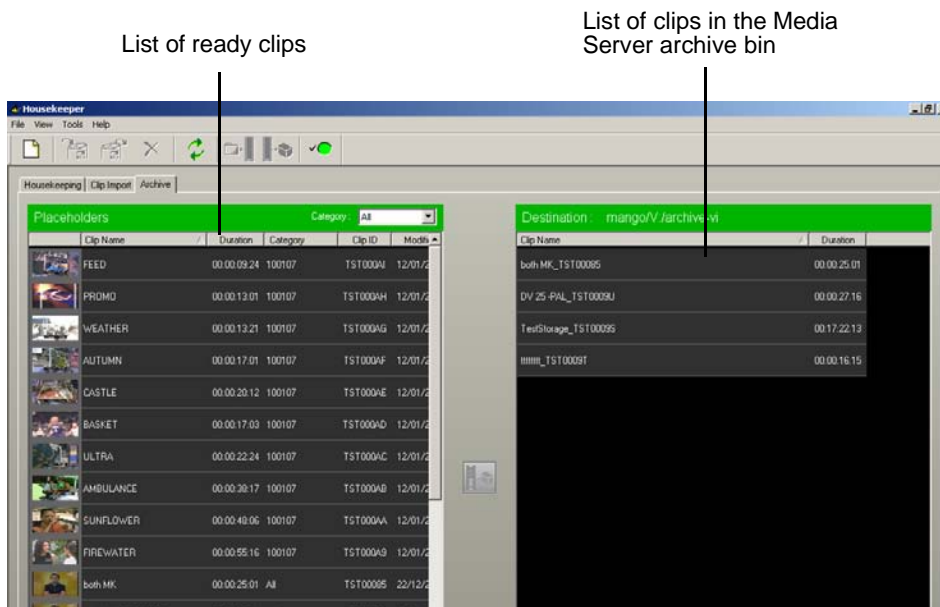 List of ready clips
List of clips in the Media
Server archive bin
Housekeeper
File View Tools Help
Housekeeping Clip Import Archive
Placeholders Category: All
Destination: mango/V:/archive-vi
Clip Name / Duration Category Clip ID Modifi
Clip Name / Duration
FEED 00:00:09:24 100107 TST000AI 12/01/2
PROMO 00:00:13:01 100107 TST000AH 12/01/2
WEATHER 00:00:13:21 100107 TST000AG 12/01/2
AUTUMN 00:00:17:01 100107 TST000AF 12/01/2
CASTLE 00:00:20:12 100107 TST000AE 12/01/2
BASKET 00:00:17:03 100107 TST000AD 12/01/2
ULTRA 00:00:22:24 100107 TST000AC 12/01/2
AMBULANCE 00:00:30:17 100107 TST000AB 12/01/2
SUNFLOWER 00:00:48:06 100107 TST000AA 12/01/2
FIREWATER 00:00:55:16 100107 TST000A9 12/01/2
both MK 00:00:25:01 All TST00085 22/12/2
both MK_TST00085 00:00:25:01
DV 25 -PAL_TST0009U 00:00:27:16
TestStorage_TST0009S 00:17:22:13
_TST0009T 00:00:16:15